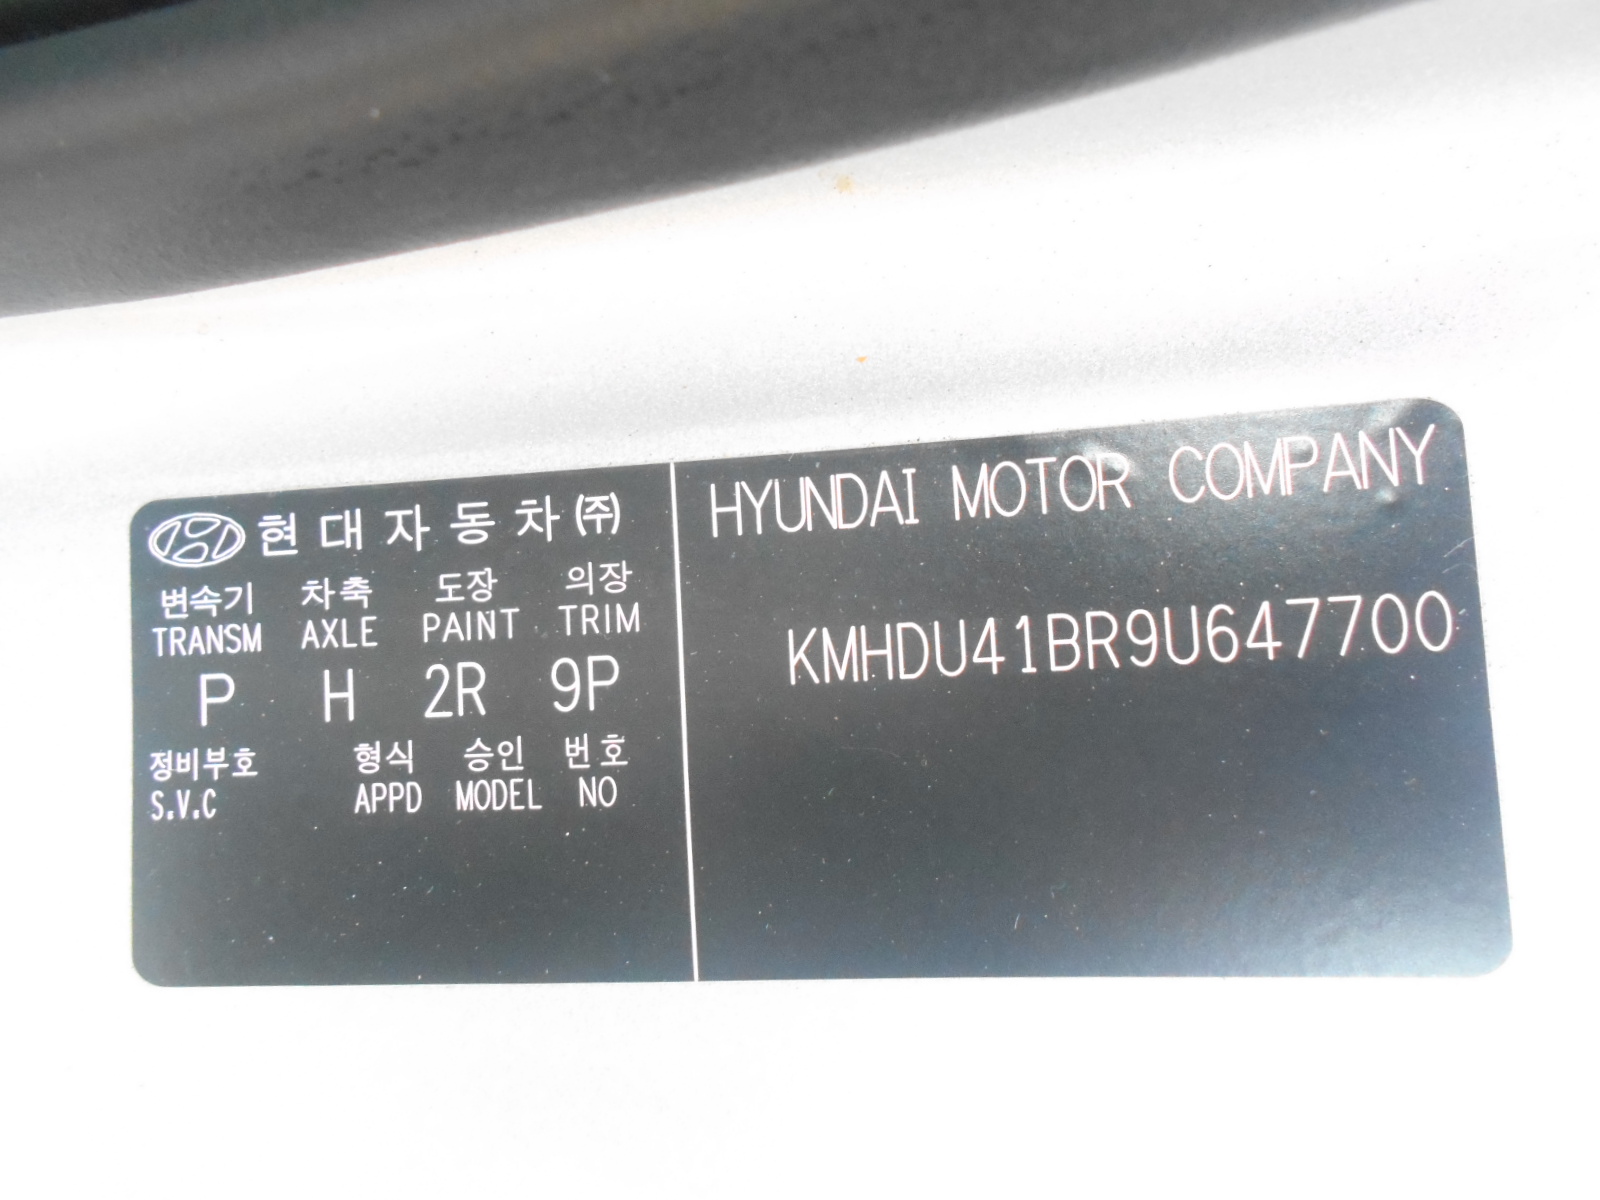 현대자동차(주)
변속기 차축 도장 의장
TRANSM AXLE PAINT TRIM
P H 2R 9P
정비부호 형식 승인 번호
S.V.C APPD MODEL NO
HYUNDAI MOTOR COMPANY
KMHDU41BR9U647700